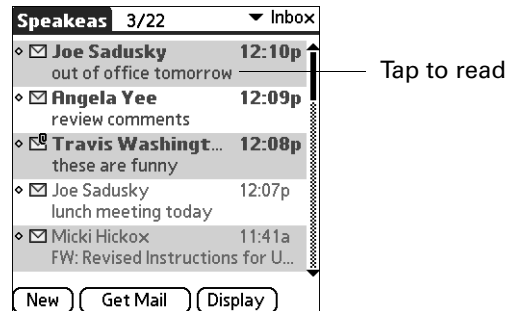 Speakeas 3/22 Inbox
Joe Sadusky 12:10p
out of office tomorrow
Tap to read
Angela Yee 12:09p
review comments
Travis Washingt... 12:08p
these are funny
Joe Sadusky 12:07p
lunch meeting today
Micki Hickox 11:41a
FW: Revised Instructions for U...
New Get Mail Display